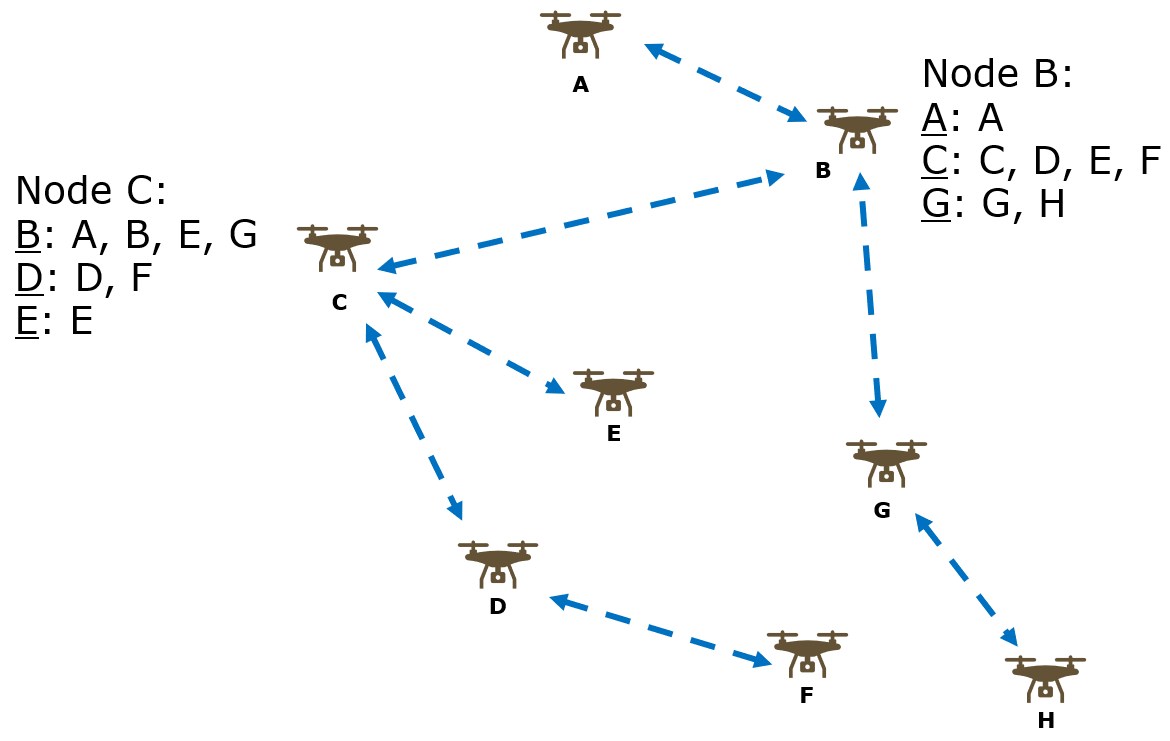 A
Node B:
A: A
C: C, D, E, F
G: G, H
B
Node C:
B: A, B, E, G
D: D, F
E: E
C
E
G
D
F
H